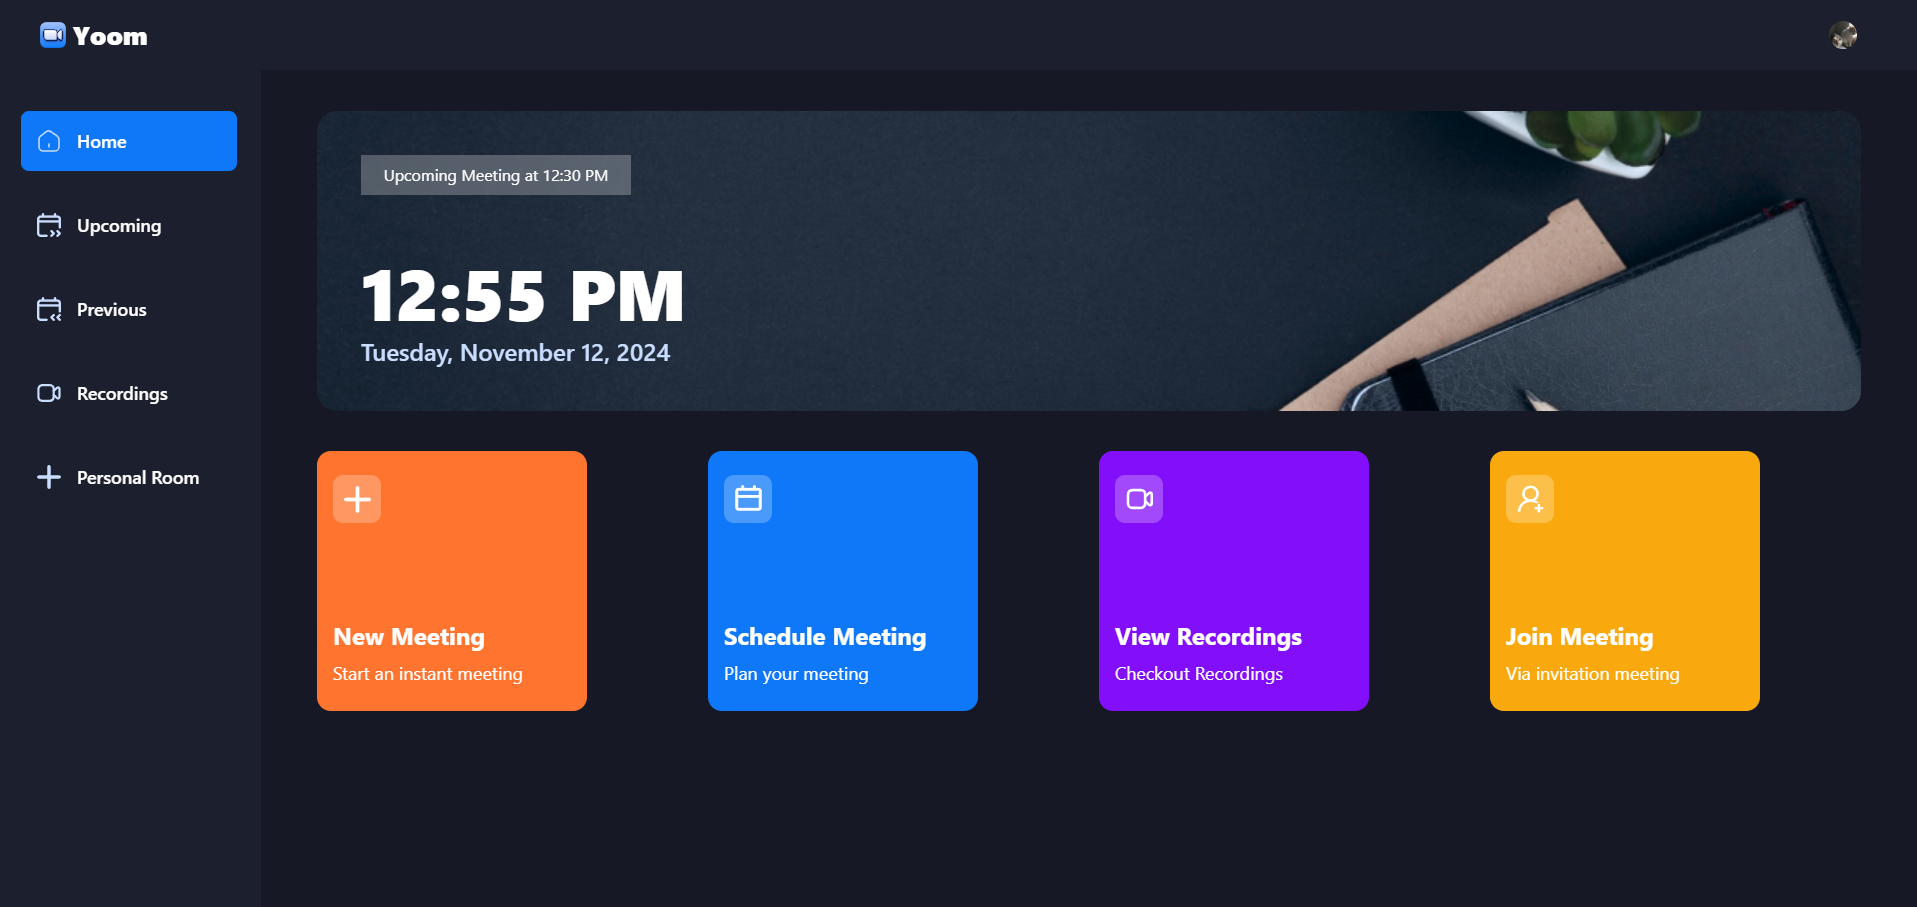 Yoom
Home
Upcoming
Previous
Recordings
Personal Room
Upcoming Meeting at 12:30 PM
12:55 PM
Tuesday, November 12, 2024
New Meeting
Start an instant meeting
Schedule Meeting
Plan your meeting
View Recordings
Checkout Recordings
Join Meeting
Via invitation meeting